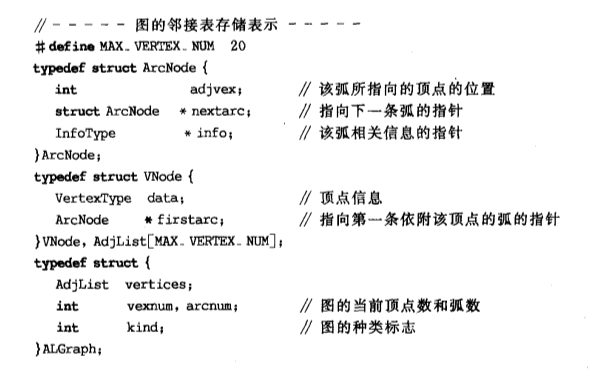 // - - - - - 图的邻接表存储表示 - - - - -
#define MAX_VERTEX_NUM 20
typedef struct ArcNode {
int adjvex; // 该弧所指向的顶点的位置
struct ArcNode *nextarc; // 指向下一条弧的指针
InfoType *info; // 该弧相关信息的指针
}ArcNode;
typedef struct VNode {
VertexType data; // 顶点信息
ArcNode *firstarc; // 指向第一条依附该顶点的弧的指针
}VNode, AdjList[MAX_VERTEX_NUM];
typedef struct {
AdjList vertices;
int vexnum, arcnum; // 图的当前顶点数和弧数
int kind; // 图的种类标志
}ALGraph;